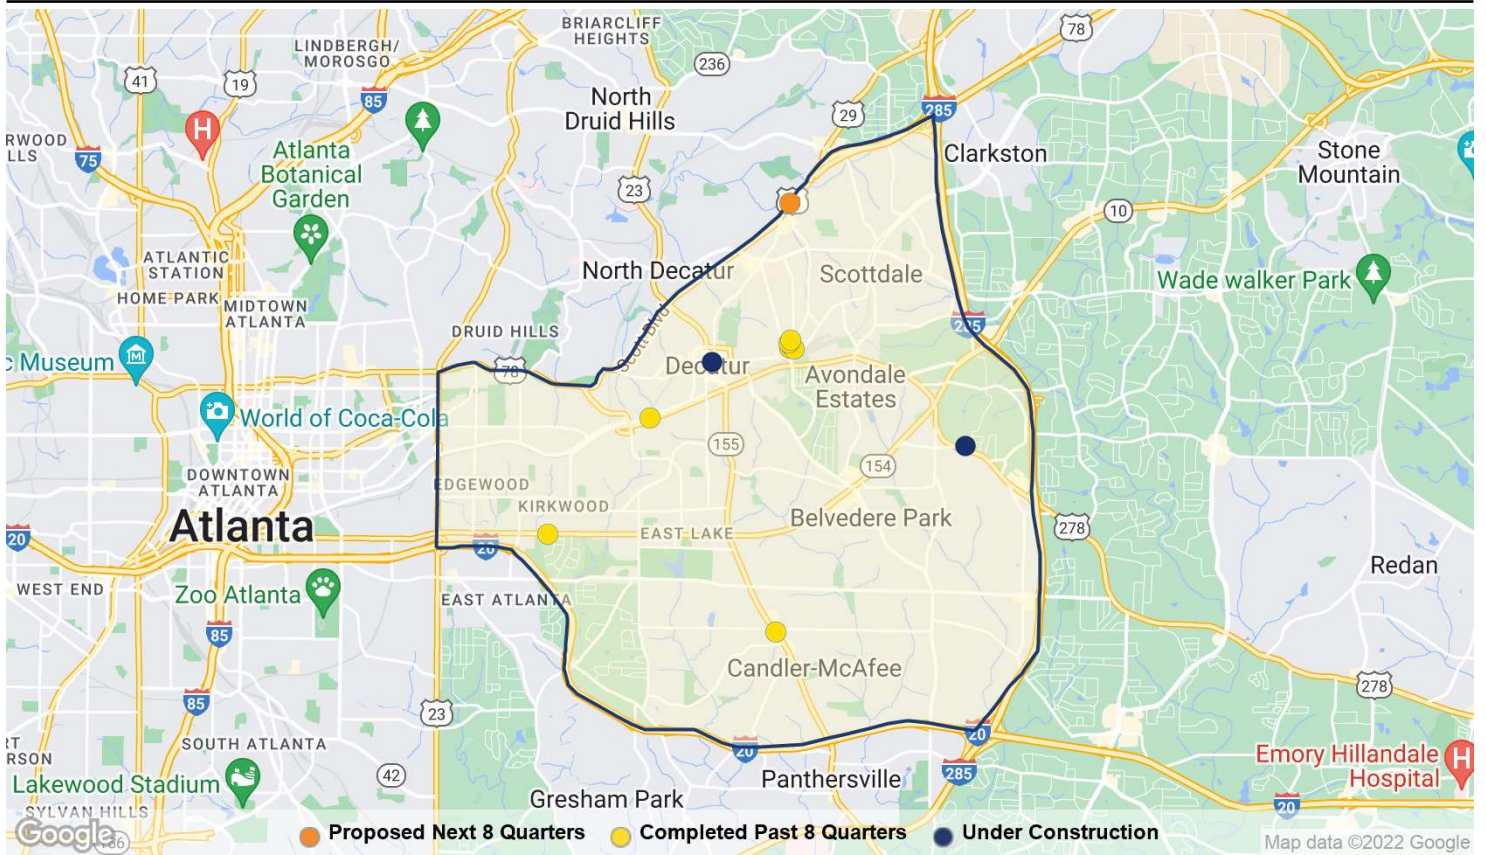 BRIARCLIFF
HEIGHTS
78
LINDBERGH/
MOROSGO
236
41
19
85
North
Druid Hills
285
29
RWOOD
LLS
75
H
Atlanta
Botanical
Garden
Clarkston
Stone
Mountain
23
10
ATLANTIC
STATION
HOME PARK
MIDTOWN
ATLANTA
North Decatur
Scottdale
Wade walker Park
DRUID HILLS
Scott Blvd
285
c Museum
78
Decatur
Avondale
Estates
World of Coca-Cola
155
154
DOWNTOWN
ATLANTA
EDGEWOOD
KIRKWOOD
Atlanta
EAST LAKE
Belvedere Park
278
20
20
Redan
WEST END
Zoo Atlanta
EAST ATLANTA
85
Candler-McAfee
278
85
23
20
20
RT
RSON
SOUTH ATLANTA
42
Panthersville
285
Emory Hillandale
Hospital
H
Lakewood Stadium
Gresham Park
20
SYLVAN HILLS
Google
Proposed Next 8 Quarters
Completed Past 8 Quarters
Under Construction
Map data ©2022 Google